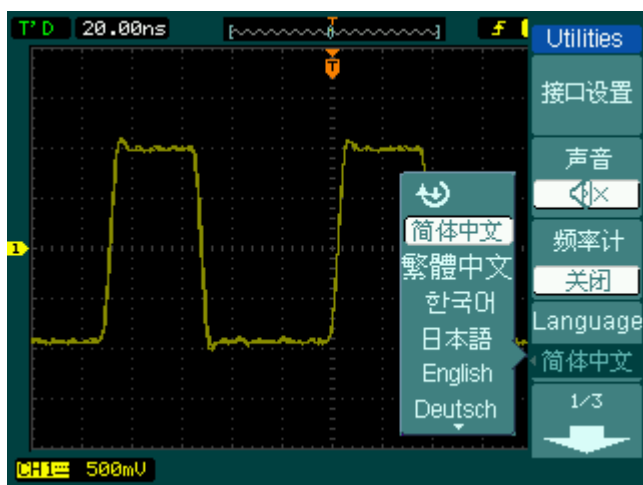 T'D 20.00ns
T
T
1
简体中文
繁體中文
한국어
日本語
English
Deutsch
Utilities
接口设置
声音
频率计
关闭
Language
简体中文
1/3
CH1 500mV